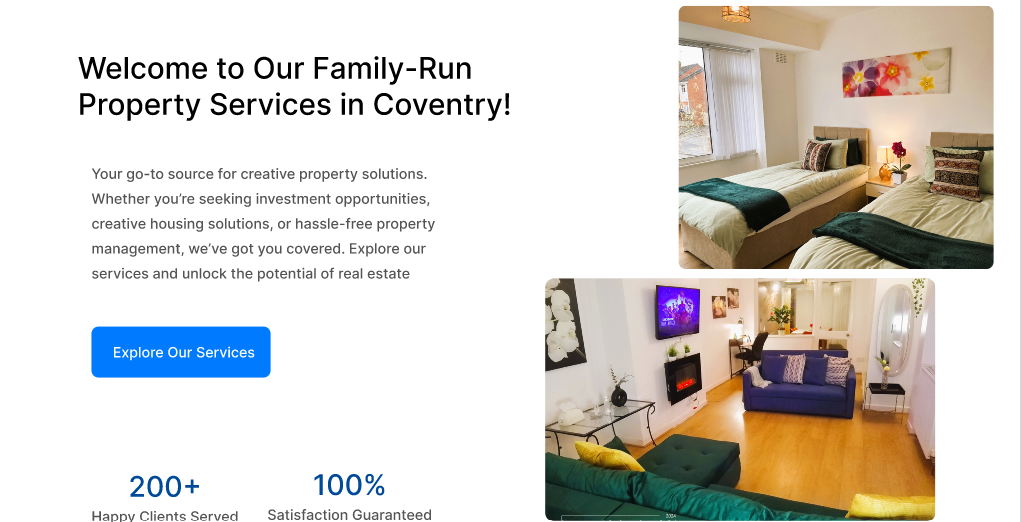 Welcome to Our Family-Run
Property Services in Coventry!
Your go-to source for creative property solutions.
Whether you're seeking investment opportunities,
creative housing solutions, or hassle-free property
management, we've got you covered. Explore our
services and unlock the potential of real estate
Explore Our Services
200+
Happy Clients Served
100%
Satisfaction Guaranteed